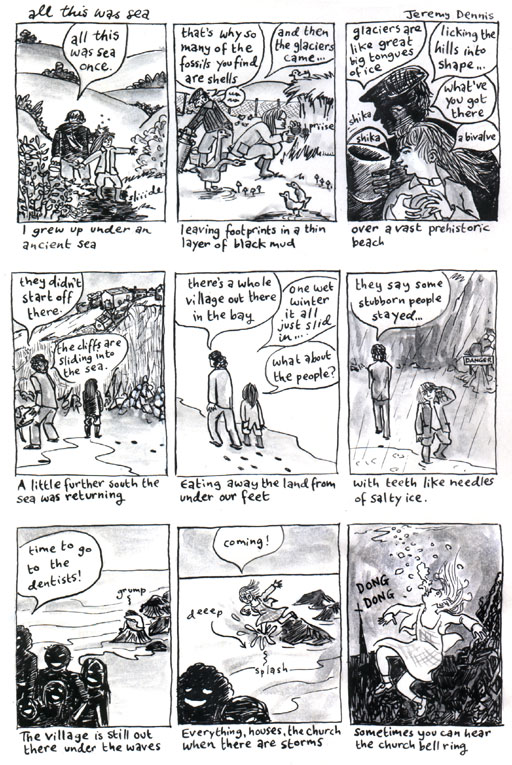 all this was sea
Jeremy Dennis
all this
was sea
once.
sliiide
I grew up under an
ancient sea
that's why so
many of the
fossils you find
are shells
and then
the glaciers
came...
leaving footprints in a thin
layer of black mud
glaciers are
like great
big tongues
of ice
licking the
hills into
shape...
what've
you got
there
shika
shika
a bivalve
over a vast prehistoric
beach
they didn't
start off
there.
the cliffs are
sliding into
the sea.
A little further south the
sea was returning
there's a whole
village out there
in the bay
one wet
winter
it all
just slid
in...
what about
the people?
Eating away the land from
under our feet
they say some
stubborn people
stayed...
DANGER
with teeth like needles
of salty ice.
time to go
to the
dentists!
grump
The village is still out
there under the waves
coming!
deeep
splash
Everything, houses, the church
when there are storms
DONG
DONG
Sometimes you can hear
the church bell ring